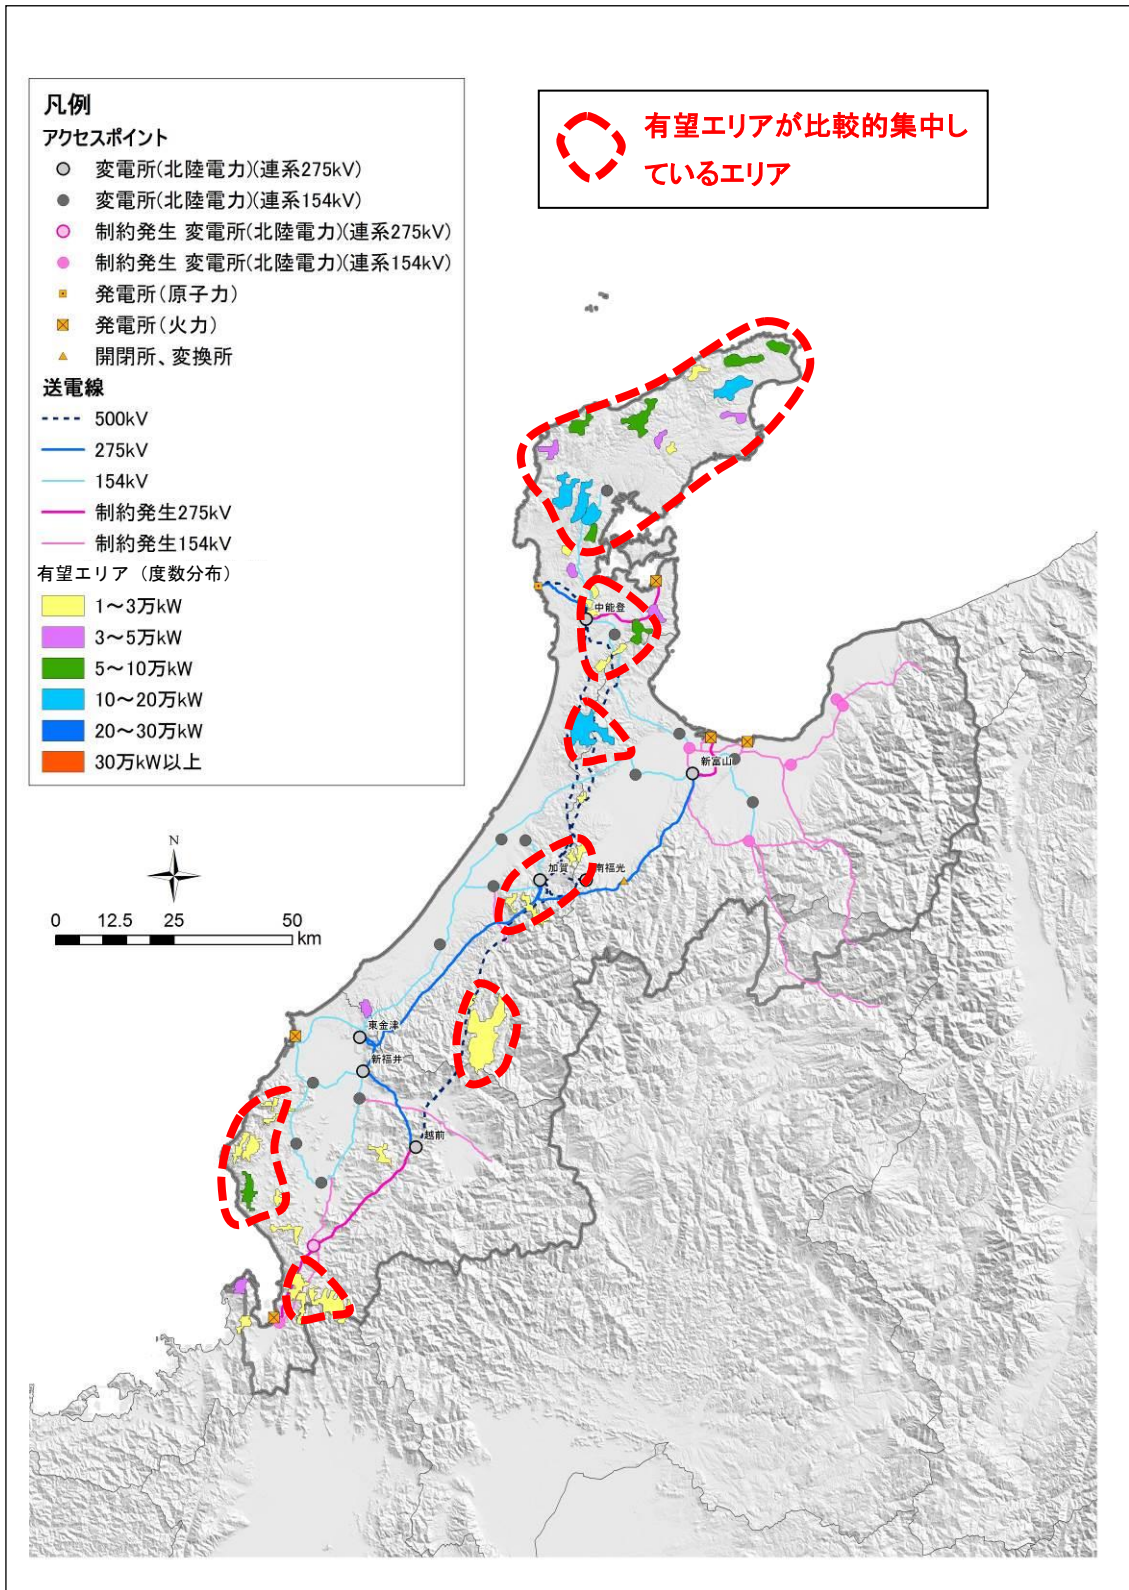 凡例
アクセスポイント
変電所(北陸電力)(連系275kV)
変電所(北陸電力)(連系154kV)
制約発生 変電所(北陸電力)(連系275kV)
制約発生 変電所(北陸電力)(連系154kV)
発電所(原子力)
発電所(火力)
開閉所、変換所
送電線
500kV
275kV
154kV
制約発生275kV
制約発生154kV
有望エリア（度数分布）
1～3万kW
3～5万kW
5～10万kW
10～20万kW
20～30万kW
30万kW以上
有望エリアが比較的集中し
ているエリア
N
0 12.5 25 50
km
中能登
新富山
加賀
南福光
東金津
新福井
越前